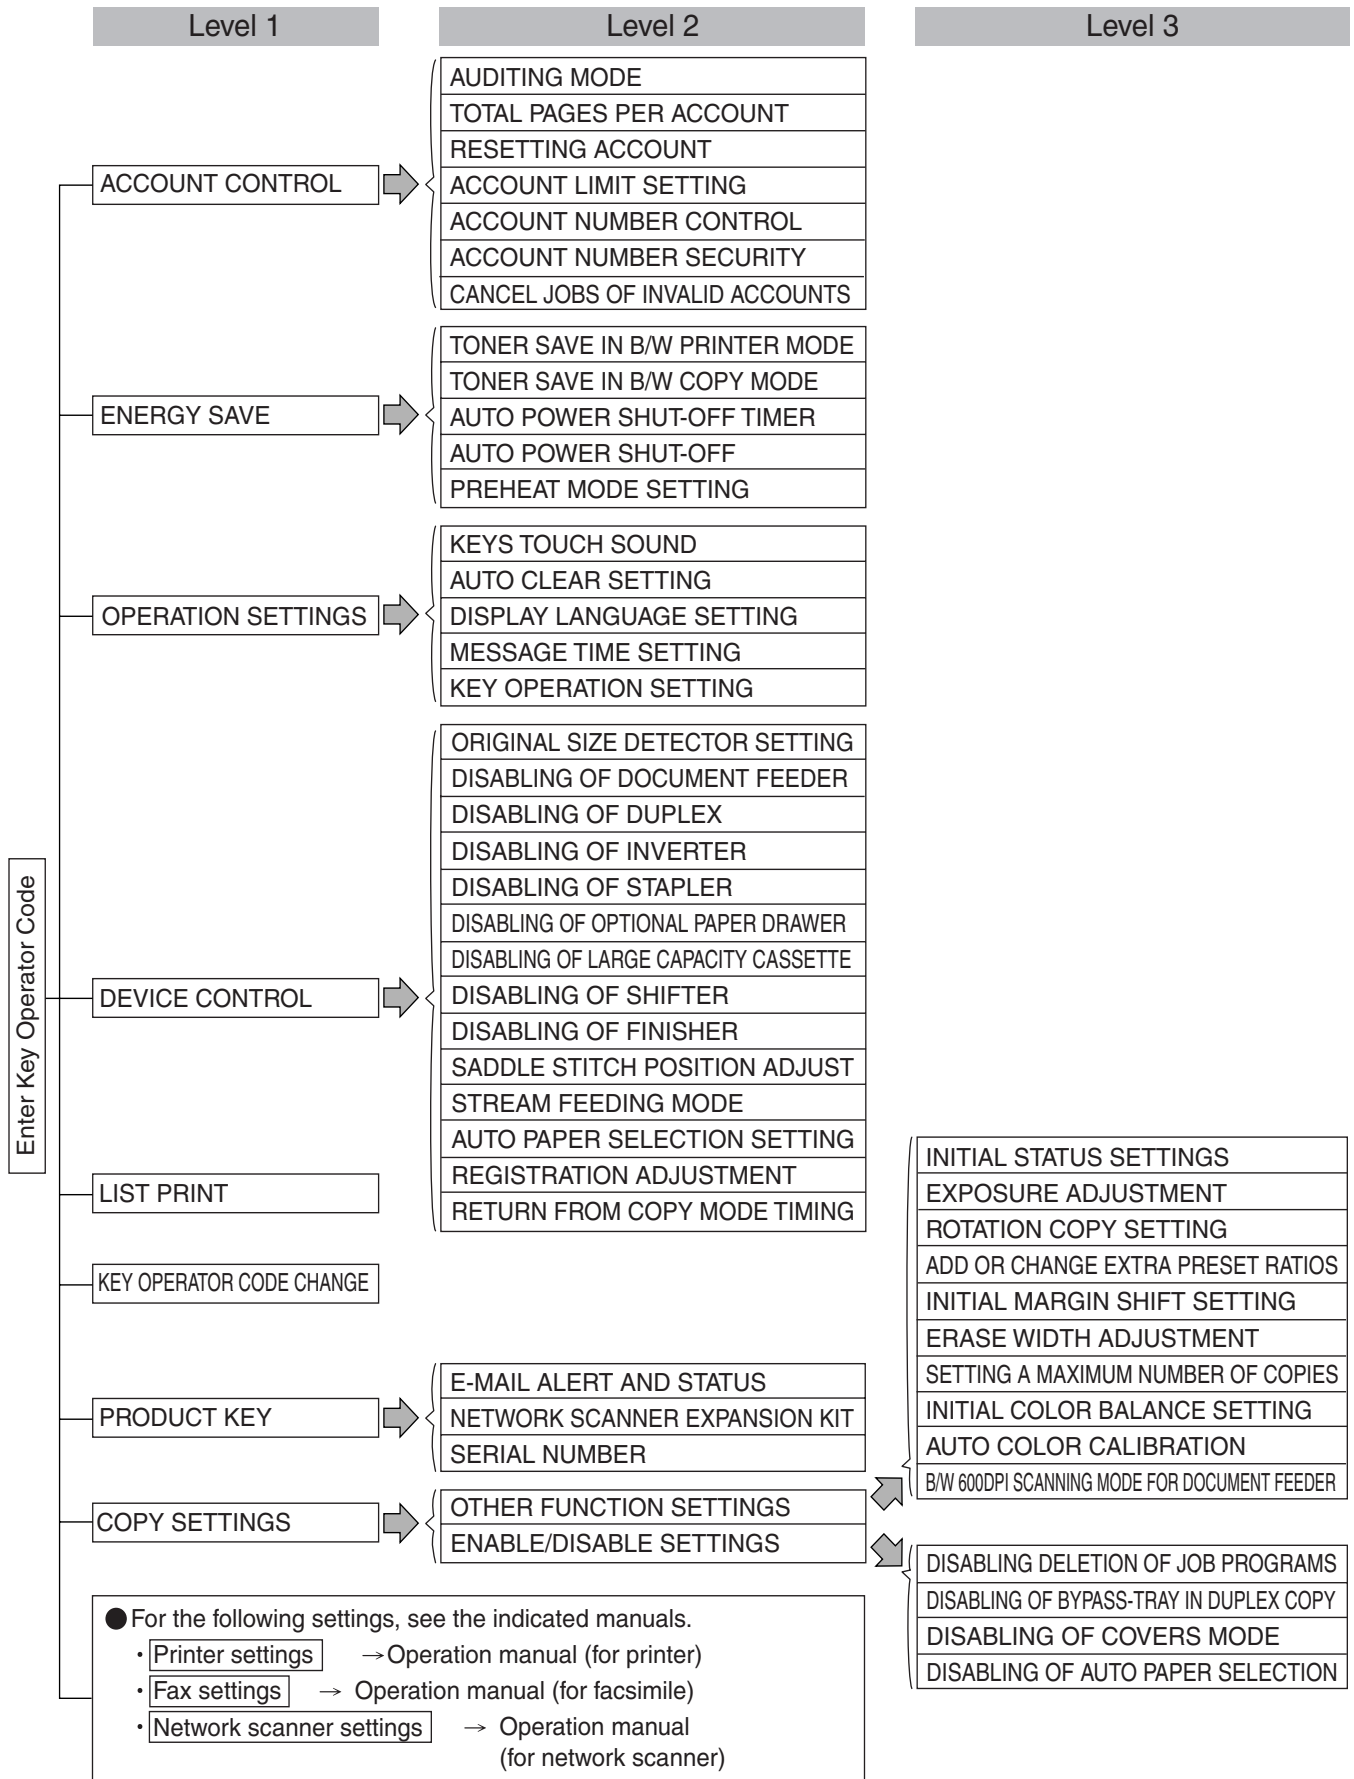 Level 1
Level 2
Level 3
Enter Key Operator Code
ACCOUNT CONTROL
AUDITING MODE
TOTAL PAGES PER ACCOUNT
RESETTING ACCOUNT
ACCOUNT LIMIT SETTING
ACCOUNT NUMBER CONTROL
ACCOUNT NUMBER SECURITY
CANCEL JOBS OF INVALID ACCOUNTS
ENERGY SAVE
TONER SAVE IN B/W PRINTER MODE
TONER SAVE IN B/W COPY MODE
AUTO POWER SHUT-OFF TIMER
AUTO POWER SHUT-OFF
PREHEAT MODE SETTING
OPERATION SETTINGS
KEYS TOUCH SOUND
AUTO CLEAR SETTING
DISPLAY LANGUAGE SETTING
MESSAGE TIME SETTING
KEY OPERATION SETTING
DEVICE CONTROL
ORIGINAL SIZE DETECTOR SETTING
DISABLING OF DOCUMENT FEEDER
DISABLING OF DUPLEX
DISABLING OF INVERTER
DISABLING OF STAPLER
DISABLING OF OPTIONAL PAPER DRAWER
DISABLING OF LARGE CAPACITY CASSETTE
DISABLING OF SHIFTER
DISABLING OF FINISHER
SADDLE STITCH POSITION ADJUST
STREAM FEEDING MODE
AUTO PAPER SELECTION SETTING
REGISTRATION ADJUSTMENT
RETURN FROM COPY MODE TIMING
LIST PRINT
KEY OPERATOR CODE CHANGE
PRODUCT KEY
E-MAIL ALERT AND STATUS
NETWORK SCANNER EXPANSION KIT
SERIAL NUMBER
COPY SETTINGS
OTHER FUNCTION SETTINGS
ENABLE/DISABLE SETTINGS
INITIAL STATUS SETTINGS
EXPOSURE ADJUSTMENT
ROTATION COPY SETTING
ADD OR CHANGE EXTRA PRESET RATIOS
INITIAL MARGIN SHIFT SETTING
ERASE WIDTH ADJUSTMENT
SETTING A MAXIMUM NUMBER OF COPIES
INITIAL COLOR BALANCE SETTING
AUTO COLOR CALIBRATION
B/W 600DPI SCANNING MODE FOR DOCUMENT FEEDER
DISABLING DELETION OF JOB PROGRAMS
DISABLING OF BYPASS-TRAY IN DUPLEX COPY
DISABLING OF COVERS MODE
DISABLING OF AUTO PAPER SELECTION
● For the following settings, see the indicated manuals.
· Printer settings → Operation manual (for printer)
· Fax settings → Operation manual (for facsimile)
· Network scanner settings → Operation manual
(for network scanner)